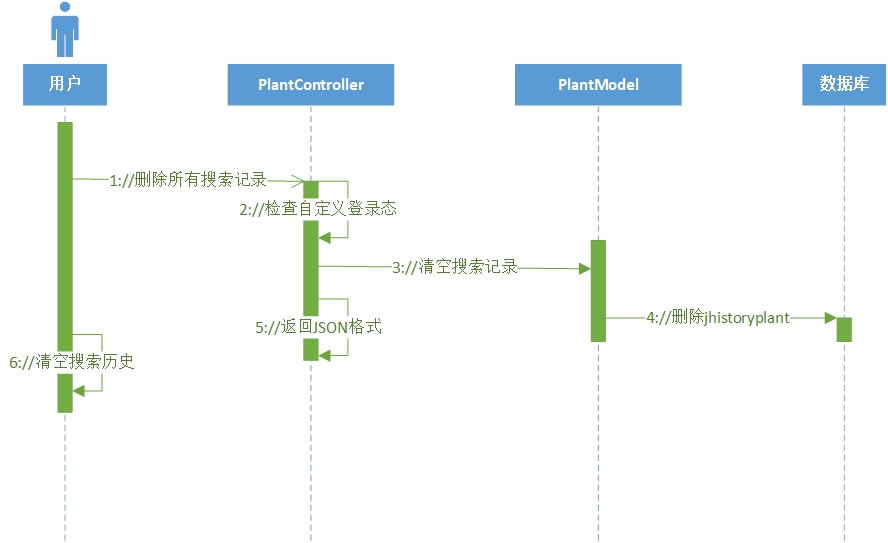 用户
PlantController
PlantModel
数据库
1://删除所有搜索记录
2://检查自定义登录态
3://清空搜索记录
4://删除jhistoryplant
5://返回JSON格式
6://清空搜索历史